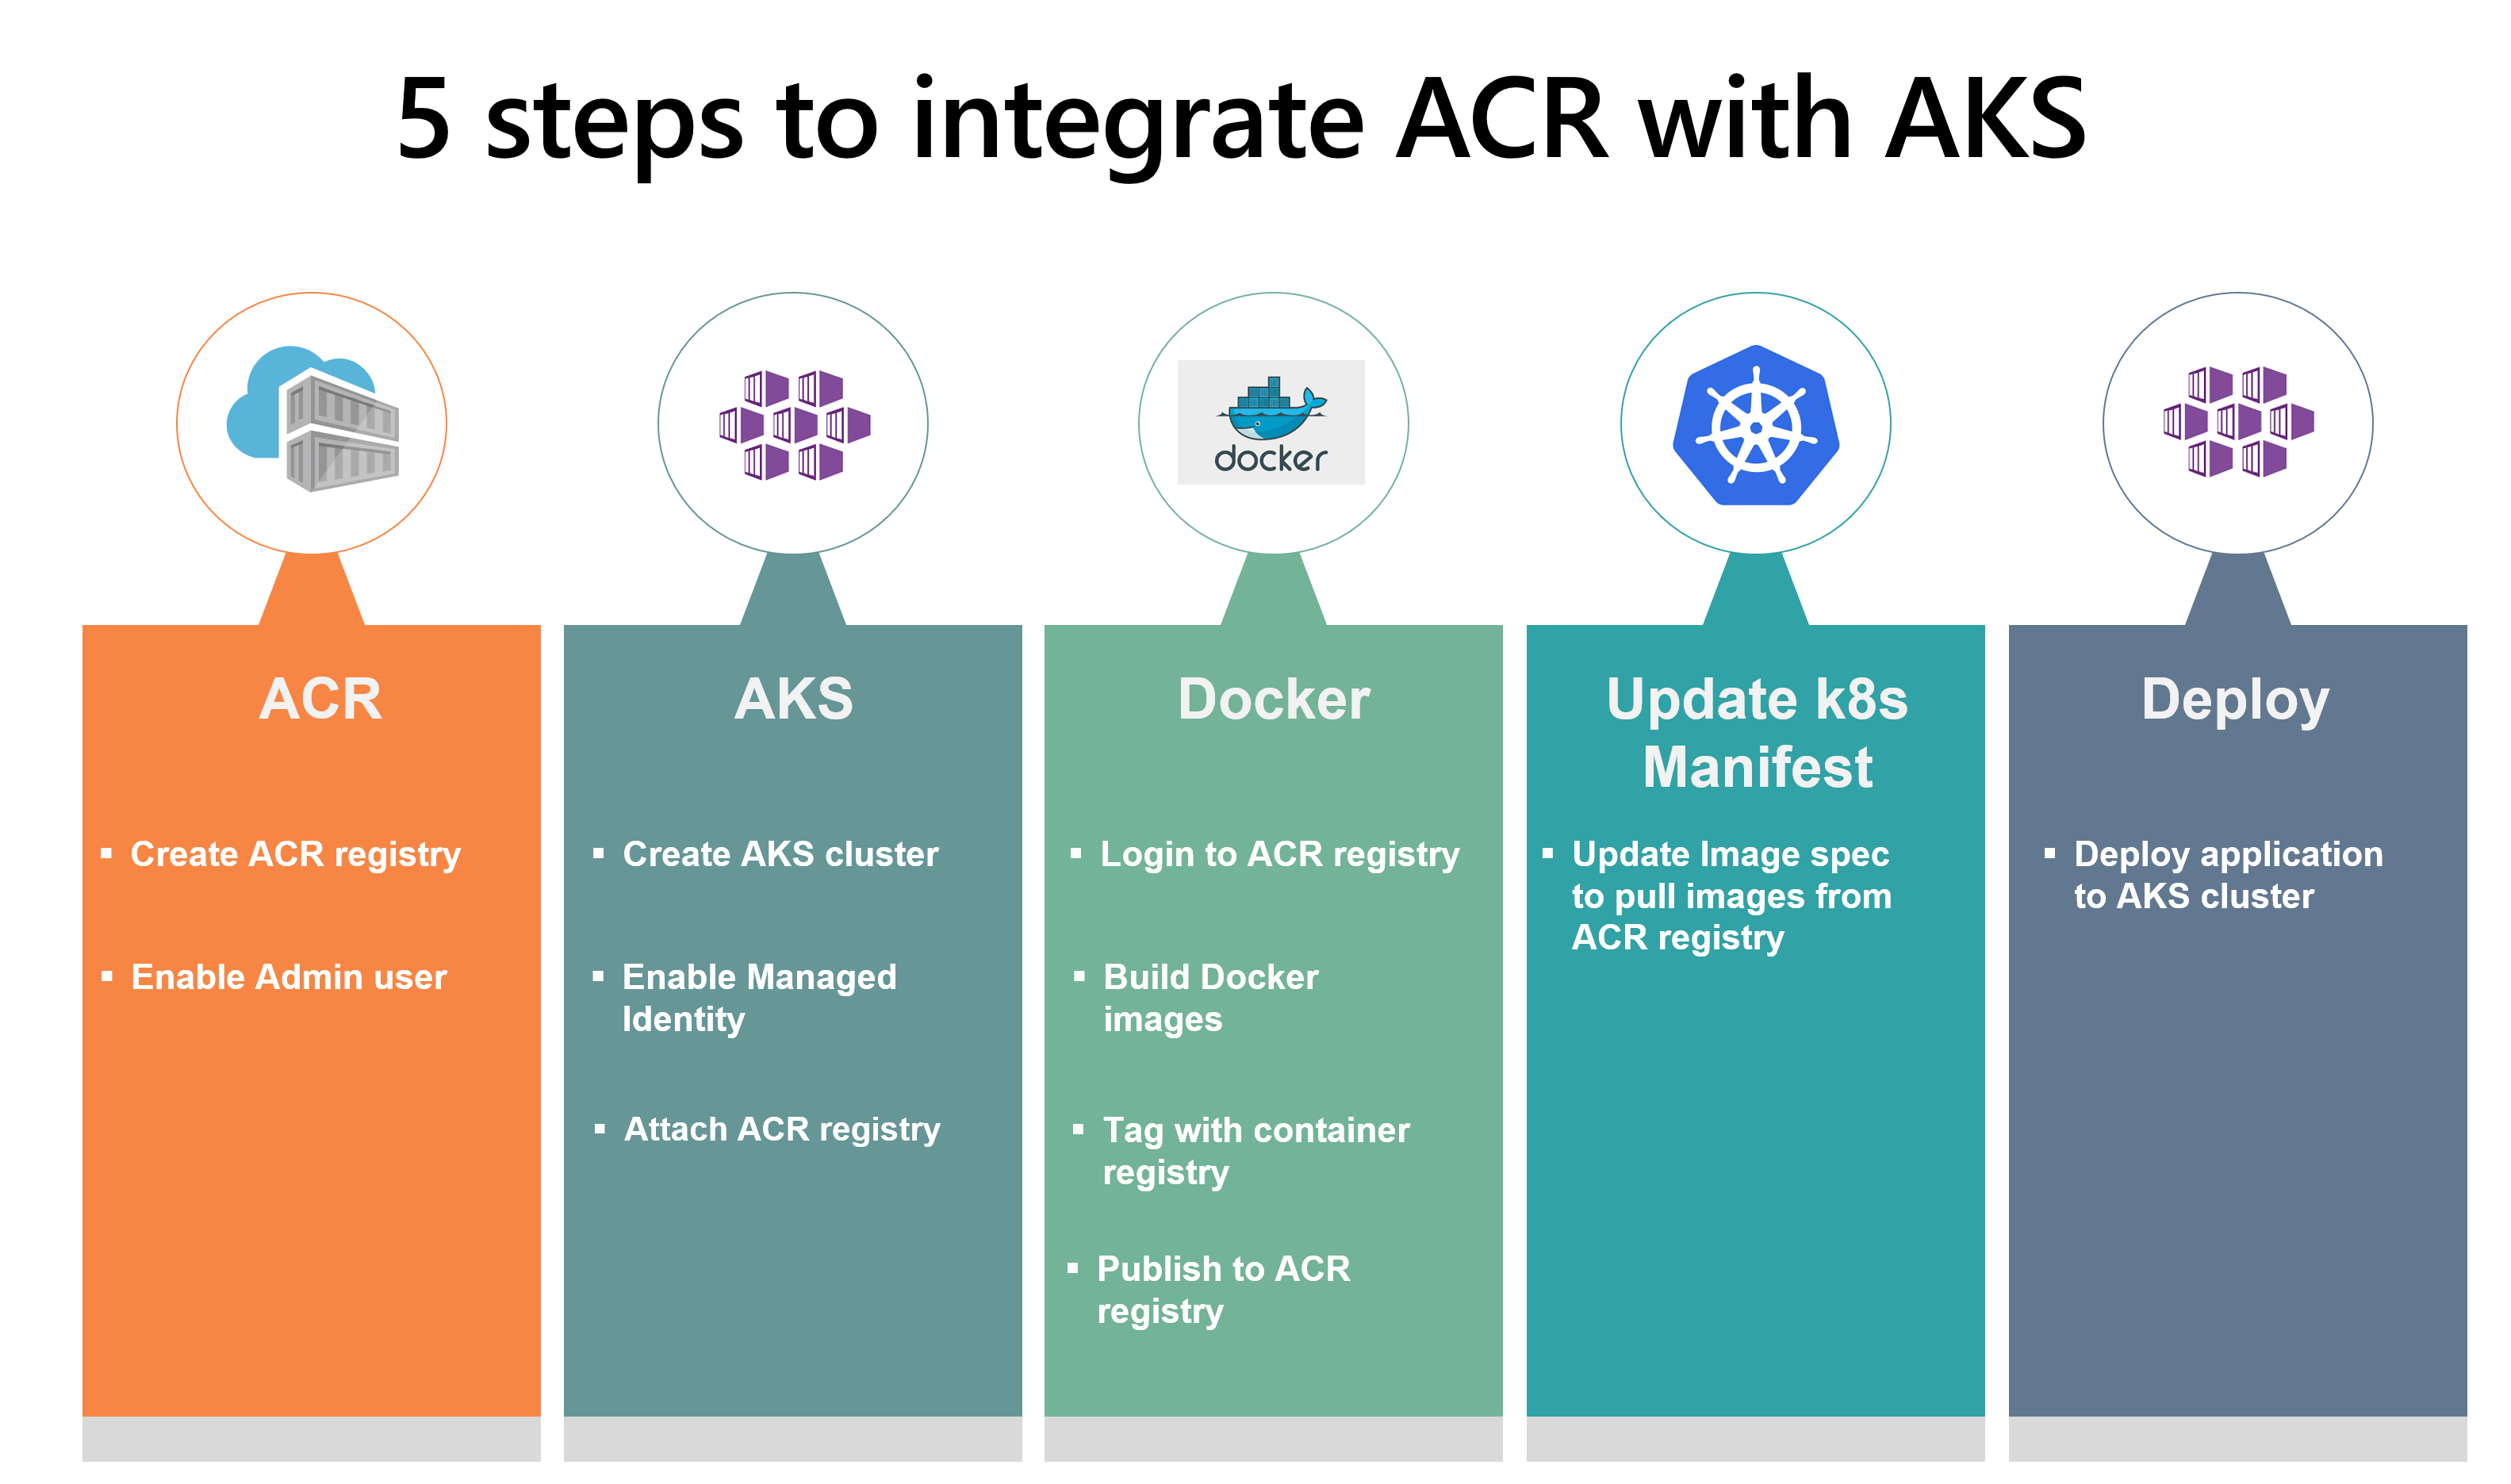 5 steps to integrate ACR with AKS
docker
ACR
▪ Create ACR registry
▪ Enable Admin user
AKS
▪ Create AKS cluster
▪ Enable Managed
Identity
▪ Attach ACR registry
Docker
▪ Login to ACR registry
▪ Build Docker
images
▪ Tag with container
registry
▪ Publish to ACR
registry
Update k8s
Manifest
▪ Update Image spec
to pull images from
ACR registry
Deploy
▪ Deploy application
to AKS cluster